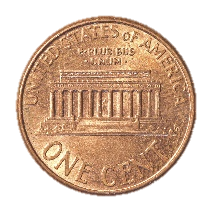 UNITED STATES OF AMERICA
E·PLURIBUS
UNUM
ONE CENT